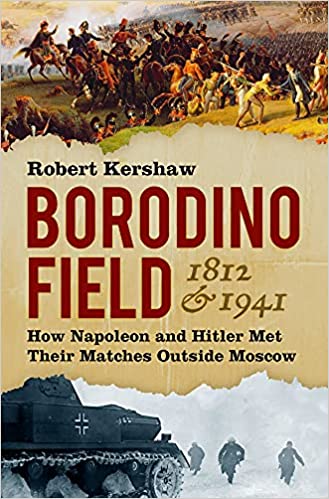 Robert Kershaw
BORODINO
FIELD
1812
& 1941
How Napoleon and Hitler Met
Their Matches Outside Moscow